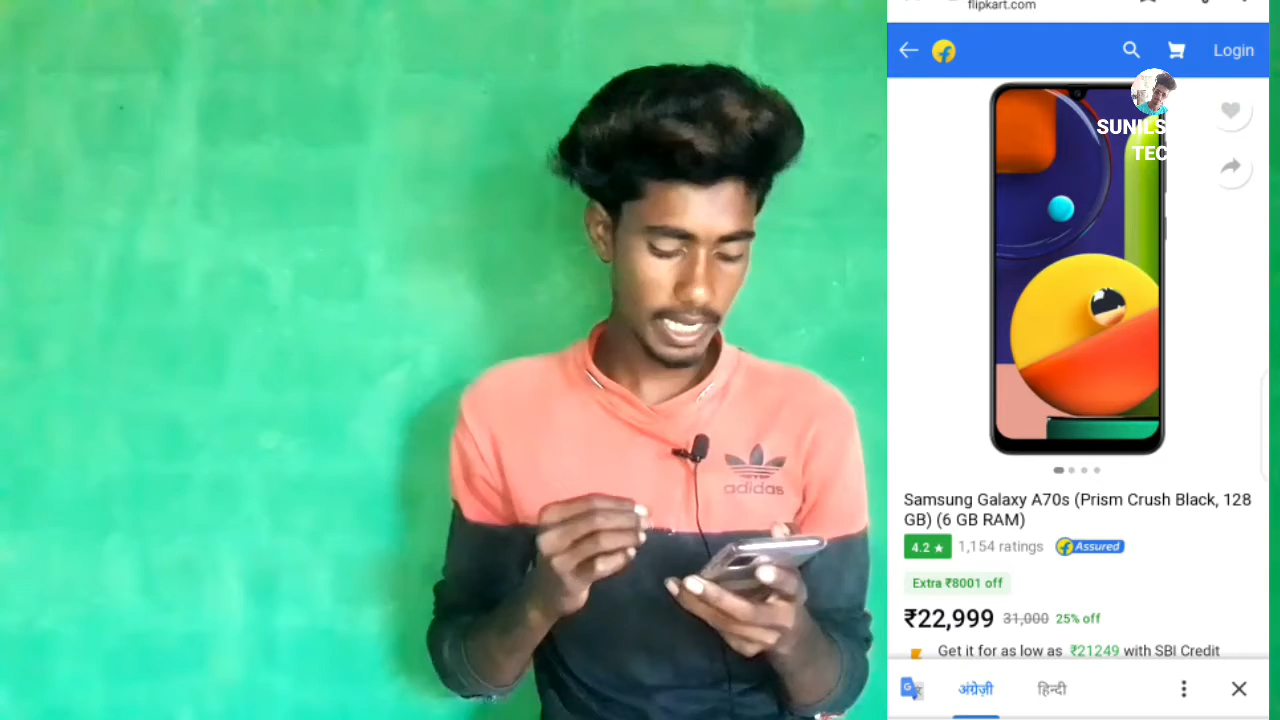 flipkart.com
Login
SUNILS
TEC
adidas
Samsung Galaxy A70s (Prism Crush Black, 128
GB) (6 GB RAM)
4.2 ★ 1,154 ratings Assured
Extra ₹8001 off
₹22,999 31,000 25% off
Get it for as low as ₹21249 with SBI Credit
अंग्रेज़ी हिन्दी